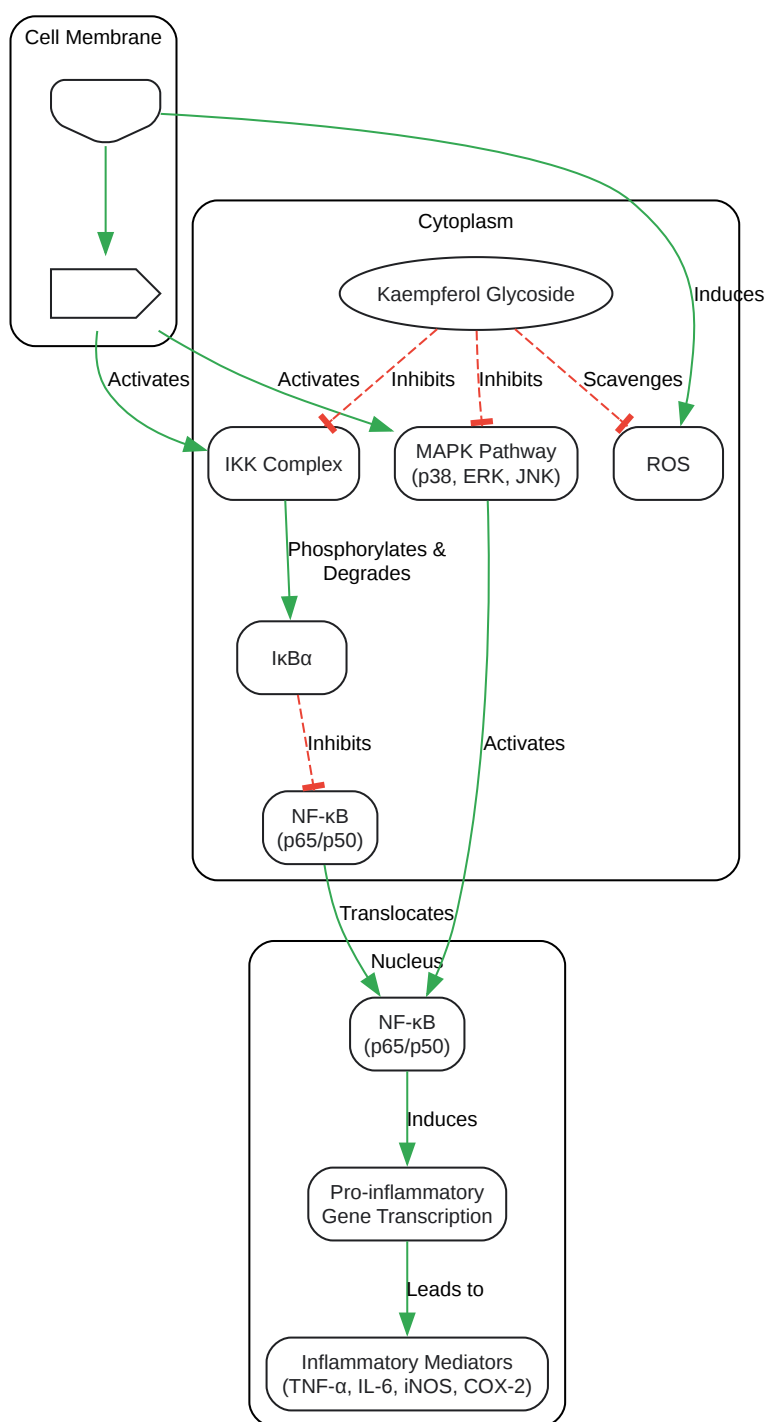 Cell Membrane
Cytoplasm
Kaempferol Glycoside
Induces
Activates
Activates
Inhibits
Inhibits
Scavenges
IKK Complex
MAPK Pathway
(p38, ERK, JNK)
ROS
Phosphorylates &
Degrades
IκBα
Inhibits
Activates
NF-κB
(p65/p50)
Translocates
Nucleus
NF-κB
(p65/p50)
Induces
Pro-inflammatory
Gene Transcription
Leads to
Inflammatory Mediators
(TNF-α, IL-6, iNOS, COX-2)